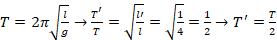 T = 2π√(l/g) → T'/T = √(l'/l) = √(1/4) = 1/2 → T' = T/2